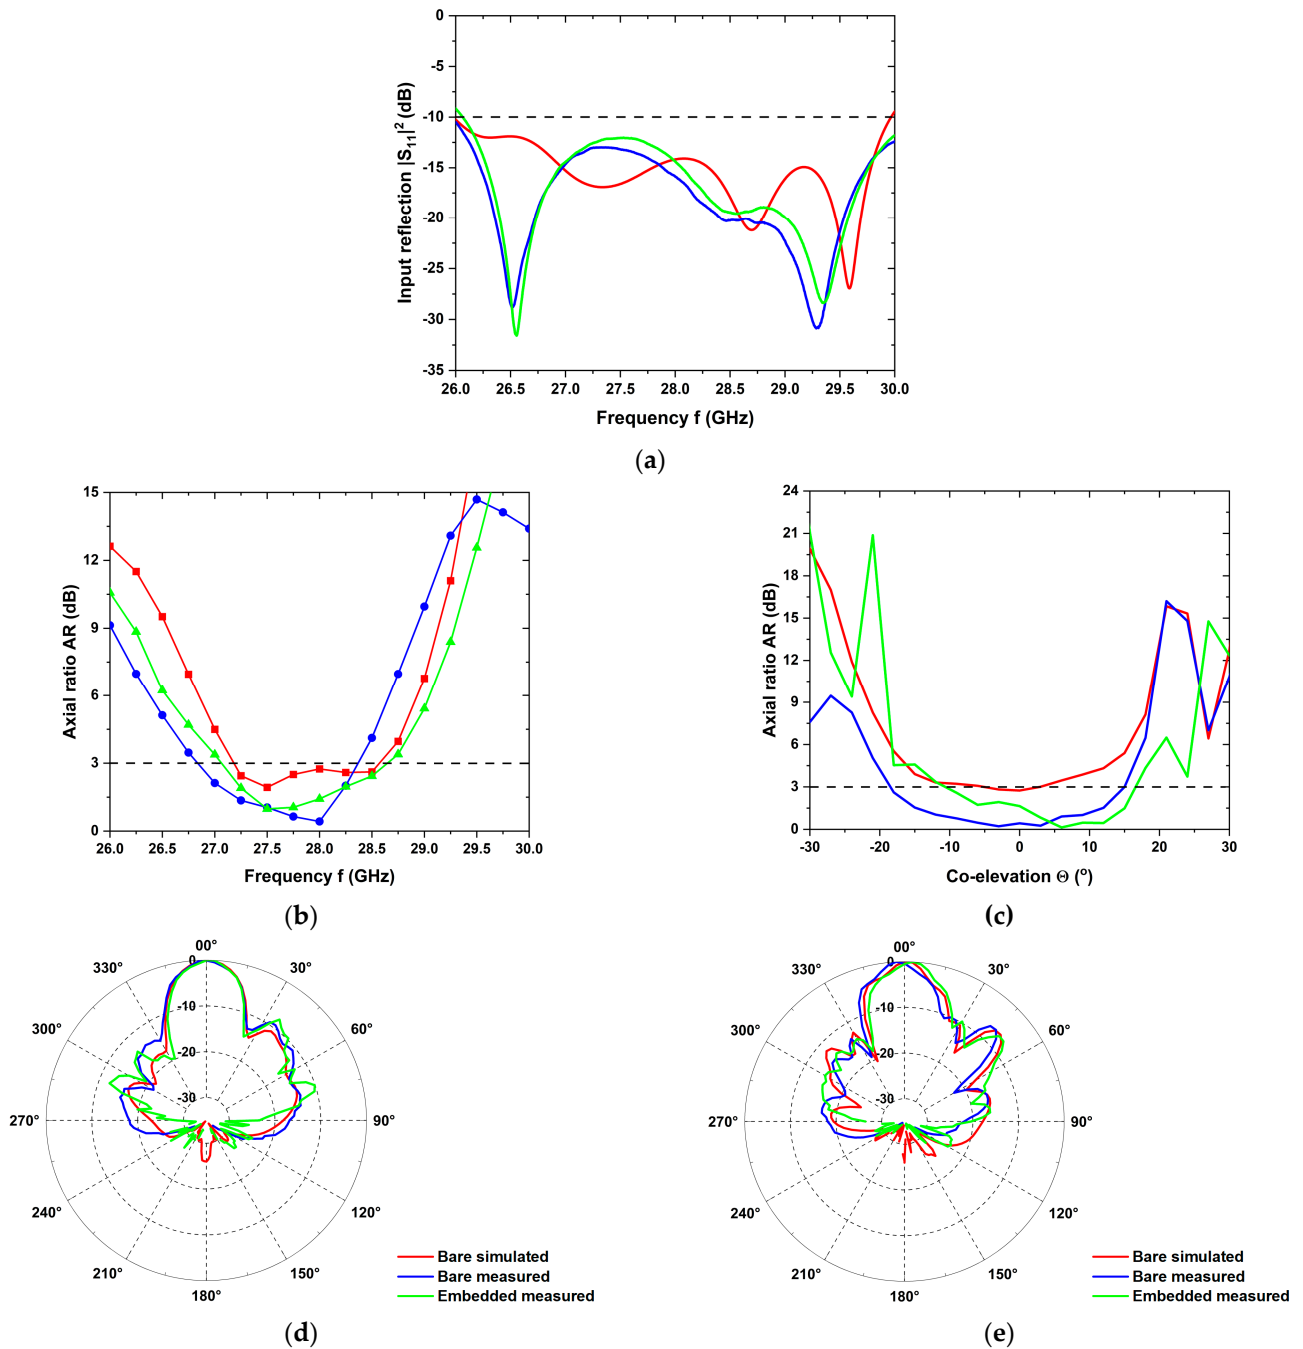 0
-5
-10
-15
-20
-25
-30
-35
Input reflection |S11|² (dB)
26.0 26.5 27.0 27.5 28.0 28.5 29.0 29.5 30.0
Frequency f (GHz)
(a)
15
12
9
6
3
0
Axial ratio AR (dB)
26.0 26.5 27.0 27.5 28.0 28.5 29.0 29.5 30.0
Frequency f (GHz)
(b)
24
21
18
15
12
9
6
3
0
Axial ratio AR (dB)
-30 -20 -10 0 10 20 30
Co-elevation Θ (º)
(c)
00°
30°
60°
90°
120°
150°
180°
210°
240°
270°
300°
330°
0
-10
-20
-30
Bare simulated
Bare measured
Embedded measured
(d)
00°
30°
60°
90°
120°
150°
180°
210°
240°
270°
300°
330°
0
-10
-20
-30
Bare simulated
Bare measured
Embedded measured
(e)